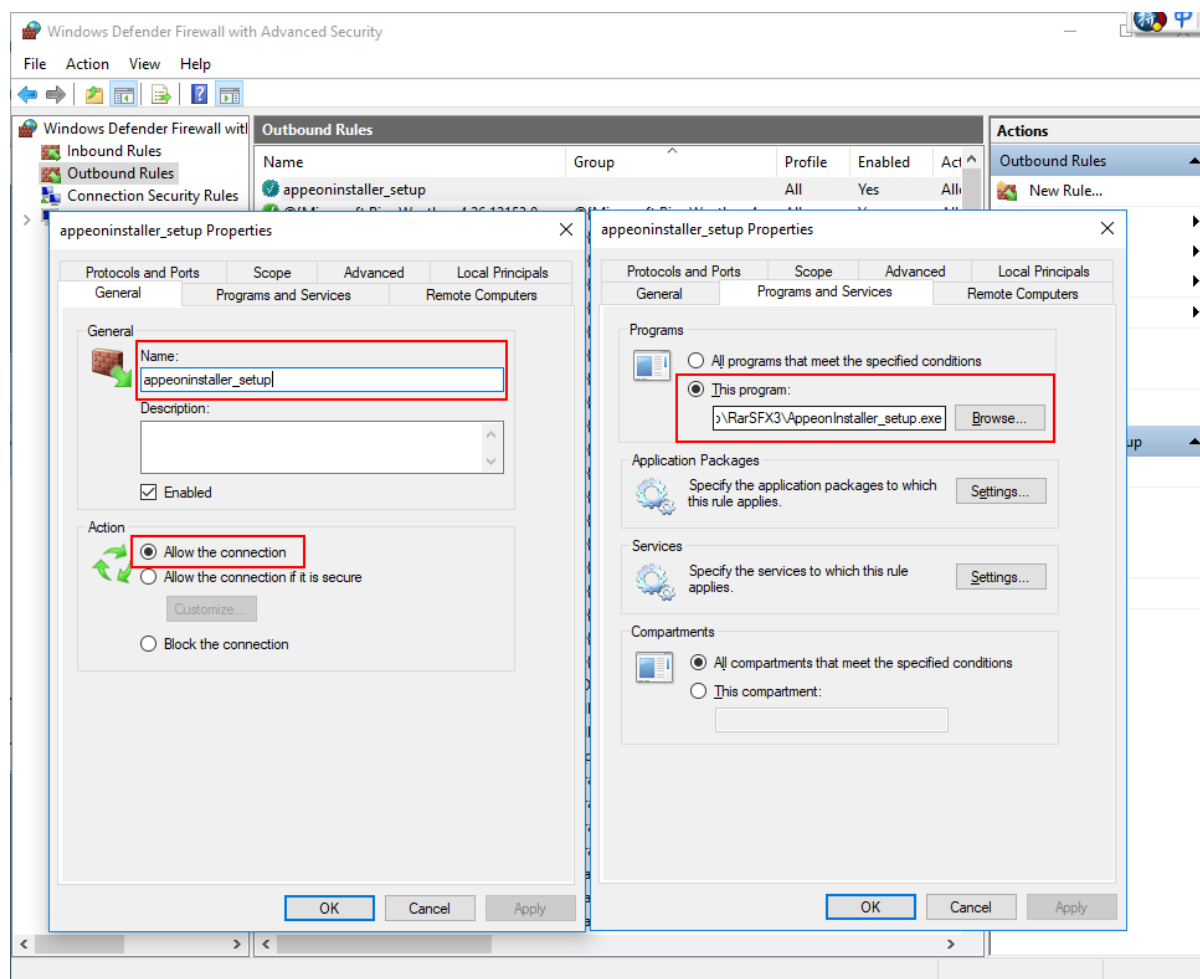 Windows Defender Firewall with Advanced Security
中
File Action View Help
Windows Defender Firewall witl
Inbound Rules
Outbound Rules
Connection Security Rules
Outbound Rules
Name Group Profile Enabled Act
appeoninstaller_setup All Yes All
Actions
Outbound Rules
New Rule...
up
appeoninstaller_setup Properties
Protocols and Ports Scope Advanced Local Principals
General Programs and Services Remote Computers
General
Name:
appeoninstaller_setup
Description:
Enabled
Action
Allow the connection
Allow the connection if it is secure
Customize...
Block the connection
OK Cancel Apply
appeoninstaller_setup Properties
Protocols and Ports Scope Advanced Local Principals
General Programs and Services Remote Computers
Programs
All programs that meet the specified conditions
This program:
\RarSFX3\AppeonInstaller_setup.exe Browse...
Application Packages
Specify the application packages to which
this rule applies.
Settings...
Services
Specify the services to which this rule
applies.
Settings...
Compartments
All compartments that meet the specified conditions
This compartment:
OK Cancel Apply